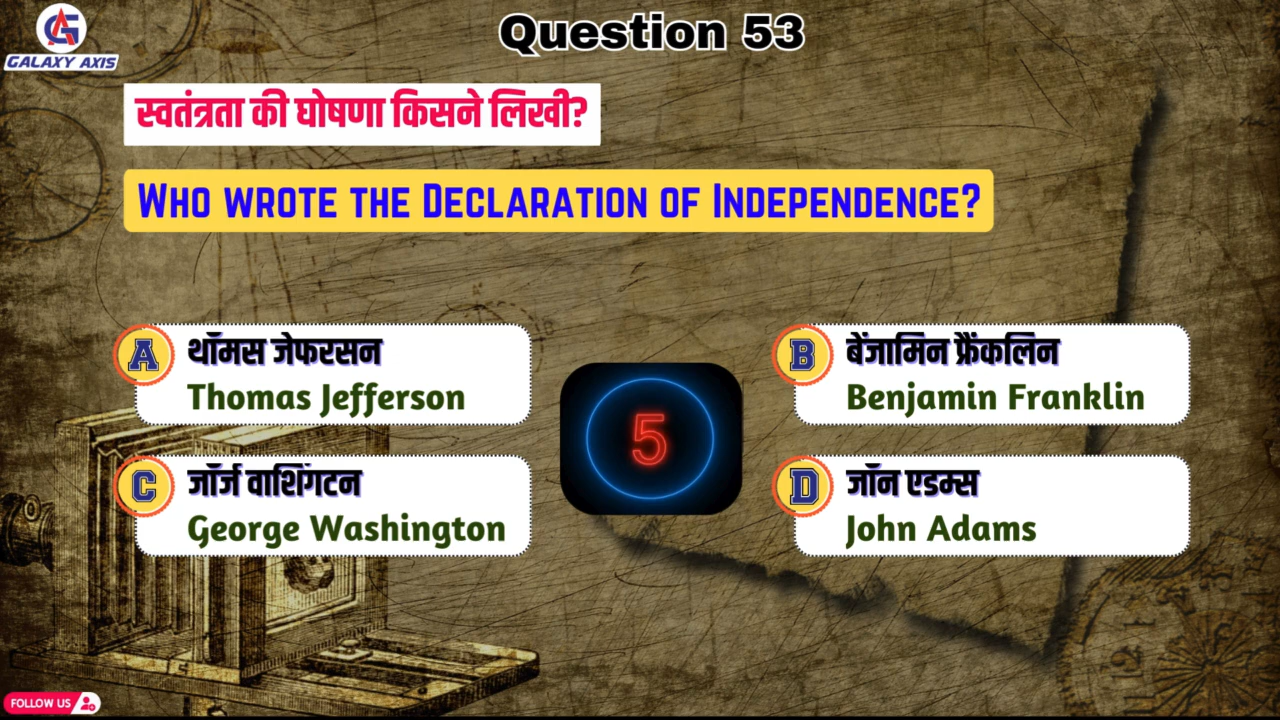 GALAXY AXIS
Question 53
स्वतंत्रता की घोषणा किसने लिखी?
Who wrote the Declaration of Independence?
A
थॉमस जेफरसन
Thomas Jefferson
B
बेंजामिन फ्रैंकलिन
Benjamin Franklin
5
C
जॉर्ज वाशिंगटन
George Washington
D
जॉन एडम्स
John Adams
FOLLOW US